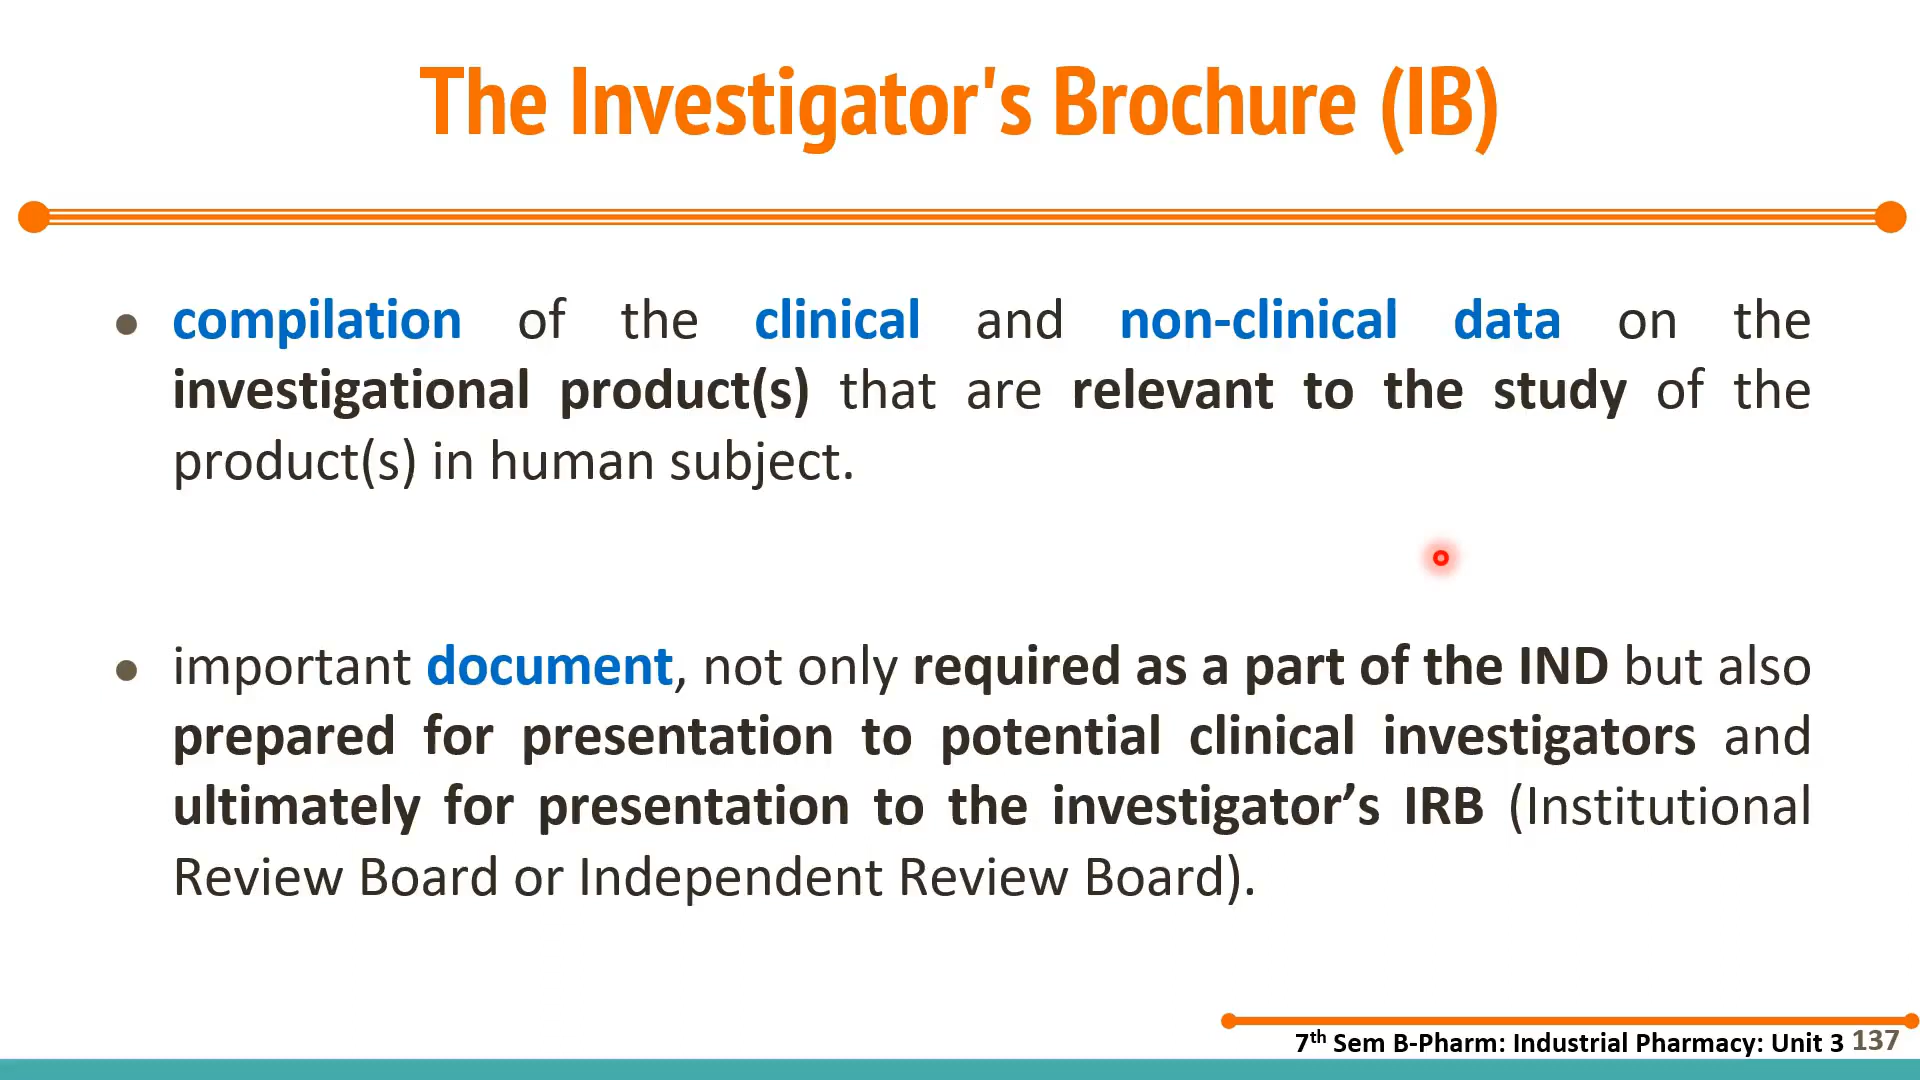 The Investigator's Brochure (IB)
• compilation of the clinical and non-clinical data on the
investigational product(s) that are relevant to the study of the
product(s) in human subject.
• important document, not only required as a part of the IND but also
prepared for presentation to potential clinical investigators and
ultimately for presentation to the investigator’s IRB (Institutional
Review Board or Independent Review Board).
7th Sem B-Pharm: Industrial Pharmacy: Unit 3 137